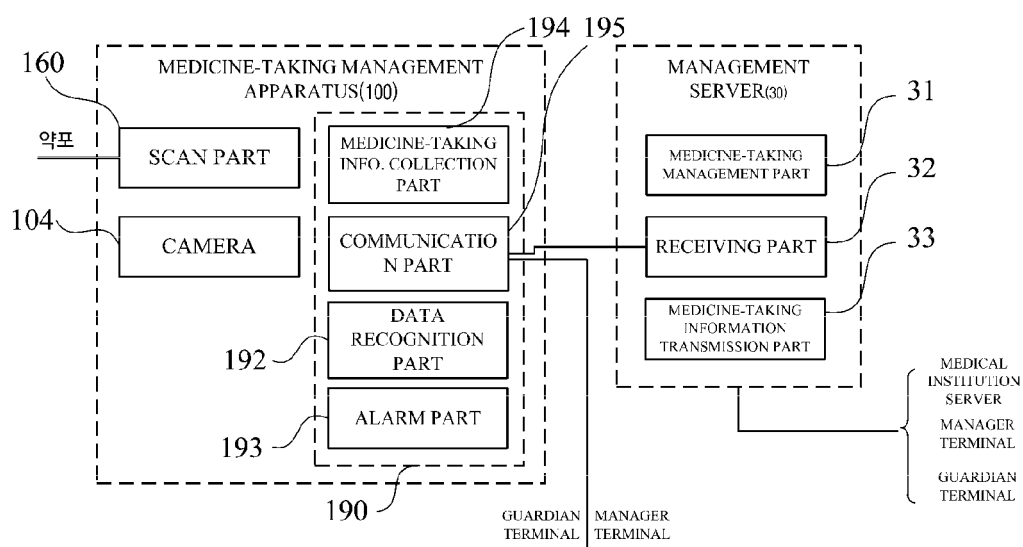 194
195
160
MEDICINE-TAKING MANAGEMENT
APPARATUS(100)
MANAGEMENT
SERVER(30)
31
약포
SCAN PART
MEDICINE-TAKING
INFO. COLLECTION
PART
MEDICINE-TAKING
MANAGEMENT PART
32
104
CAMERA
COMMUNICATIO
N PART
RECEIVING PART
33
DATA
RECOGNITION
PART
MEDICINE-TAKING
INFORMATION
TRANSMISSION PART
192
ALARM PART
193
190
MEDICAL
INSTITUTION
SERVER
MANAGER
TERMINAL
GUARDIAN
TERMINAL
GUARDIAN
TERMINAL
MANAGER
TERMINAL